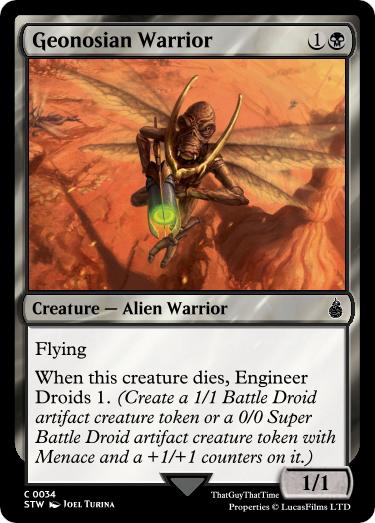 Geonosian Warrior 1
Creature — Alien Warrior
Flying
When this creature dies, Engineer
Droids 1. (Create a 1/1 Battle Droid
artifact creature token or a 0/0 Super
Battle Droid artifact creature token with
Menace and a +1/+1 counters on it.)
1/1
C 0034
STW JOEL TURINA
ThatGuyThatTime
Properties © LucasFilms LTD